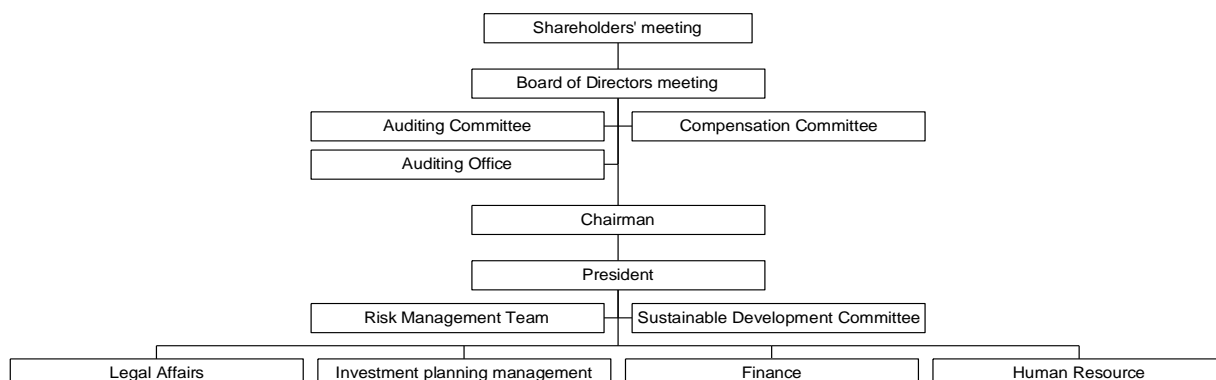 Shareholders' meeting
Board of Directors meeting
Auditing Committee
Compensation Committee
Auditing Office
Chairman
President
Risk Management Team
Sustainable Development Committee
Legal Affairs
Investment planning management
Finance
Human Resource